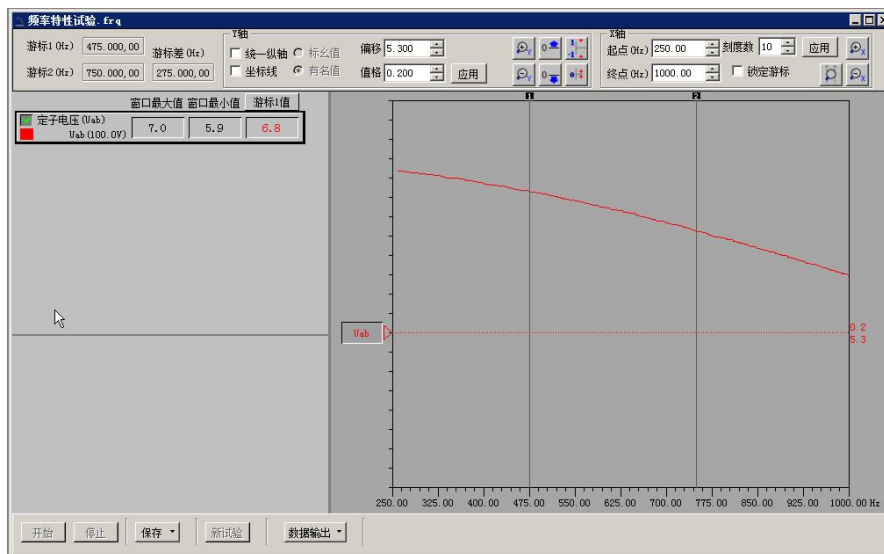 频率特性试验.frq
Y轴
X轴
游标1(Hz) 475.000,00 游标差(Hz) 统一纵轴 标幺值 偏移 5.300 起点(Hz) 250.00 刻度数 10 应用
游标2(Hz) 750.000,00 275.000,00 坐标线 有名值 值格 0.200 应用 终点(Hz) 1000.00 锁定游标
窗口最大值 窗口最小值 游标1值
定子电压(Uab)
Uab(100.0V) 7.0 5.9 6.8
1 2
Uab
0.2
5.3
250.00 325.00 400.00 475.00 550.00 625.00 700.00 775.00 850.00 925.00 1000.00 Hz
开始 停止 保存 新试验 数据输出